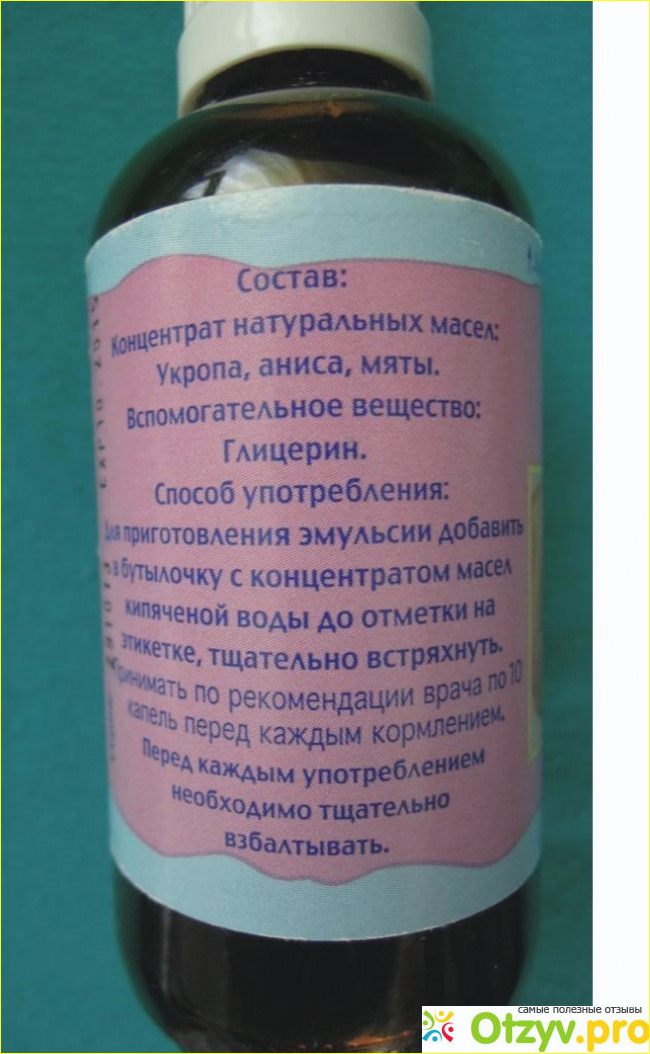 Состав:
Концентрат натуральных масел:
Укропа, аниса, мяты.
Вспомогательное вещество:
Глицерин.
Способ употребления:
Для приготовления эмульсии добавить
в бутылочку с концентратом масел
кипяченой воды до отметки на
этикетке, тщательно встряхнуть.
Принимать по рекомендации врача по 10
капель перед каждым кормлением.
Перед каждым употреблением
необходимо тщательно
взбалтывать.
самые полезные отзывы
Otzyv.pro